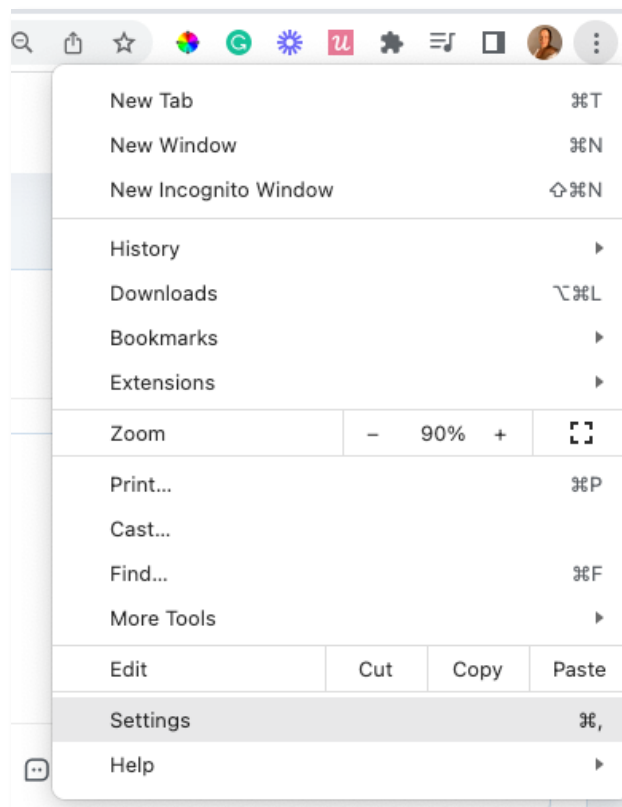 New Tab ⌘T
New Window ⌘N
New Incognito Window ⇧⌘N
History
Downloads ⌥⌘L
Bookmarks
Extensions
Zoom – 90% +
Print... ⌘P
Cast...
Find... ⌘F
More Tools
Edit Cut Copy Paste
Settings ⌘,
Help